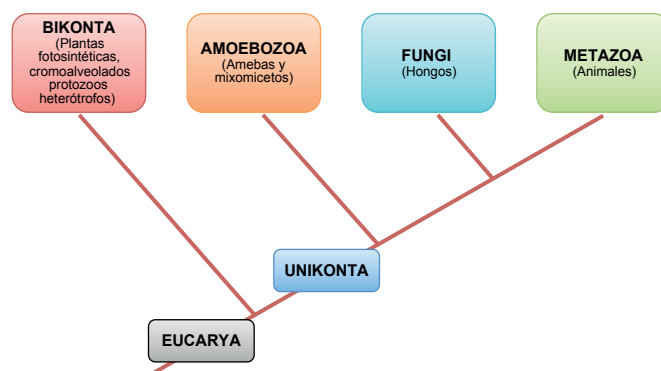 BIKONTA
(Plantas
fotosintéticas,
cromoalveolados
protozoos
heterótrofos)
AMOEBOZOA
(Amebas y
mixomicetos)
FUNGI
(Hongos)
METAZOA
(Animales)
UNIKONTA
EUCARYA